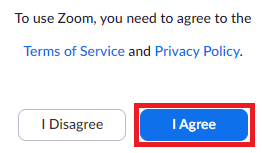 To use Zoom, you need to agree to the
Terms of Service and Privacy Policy.
I Disagree
I Agree